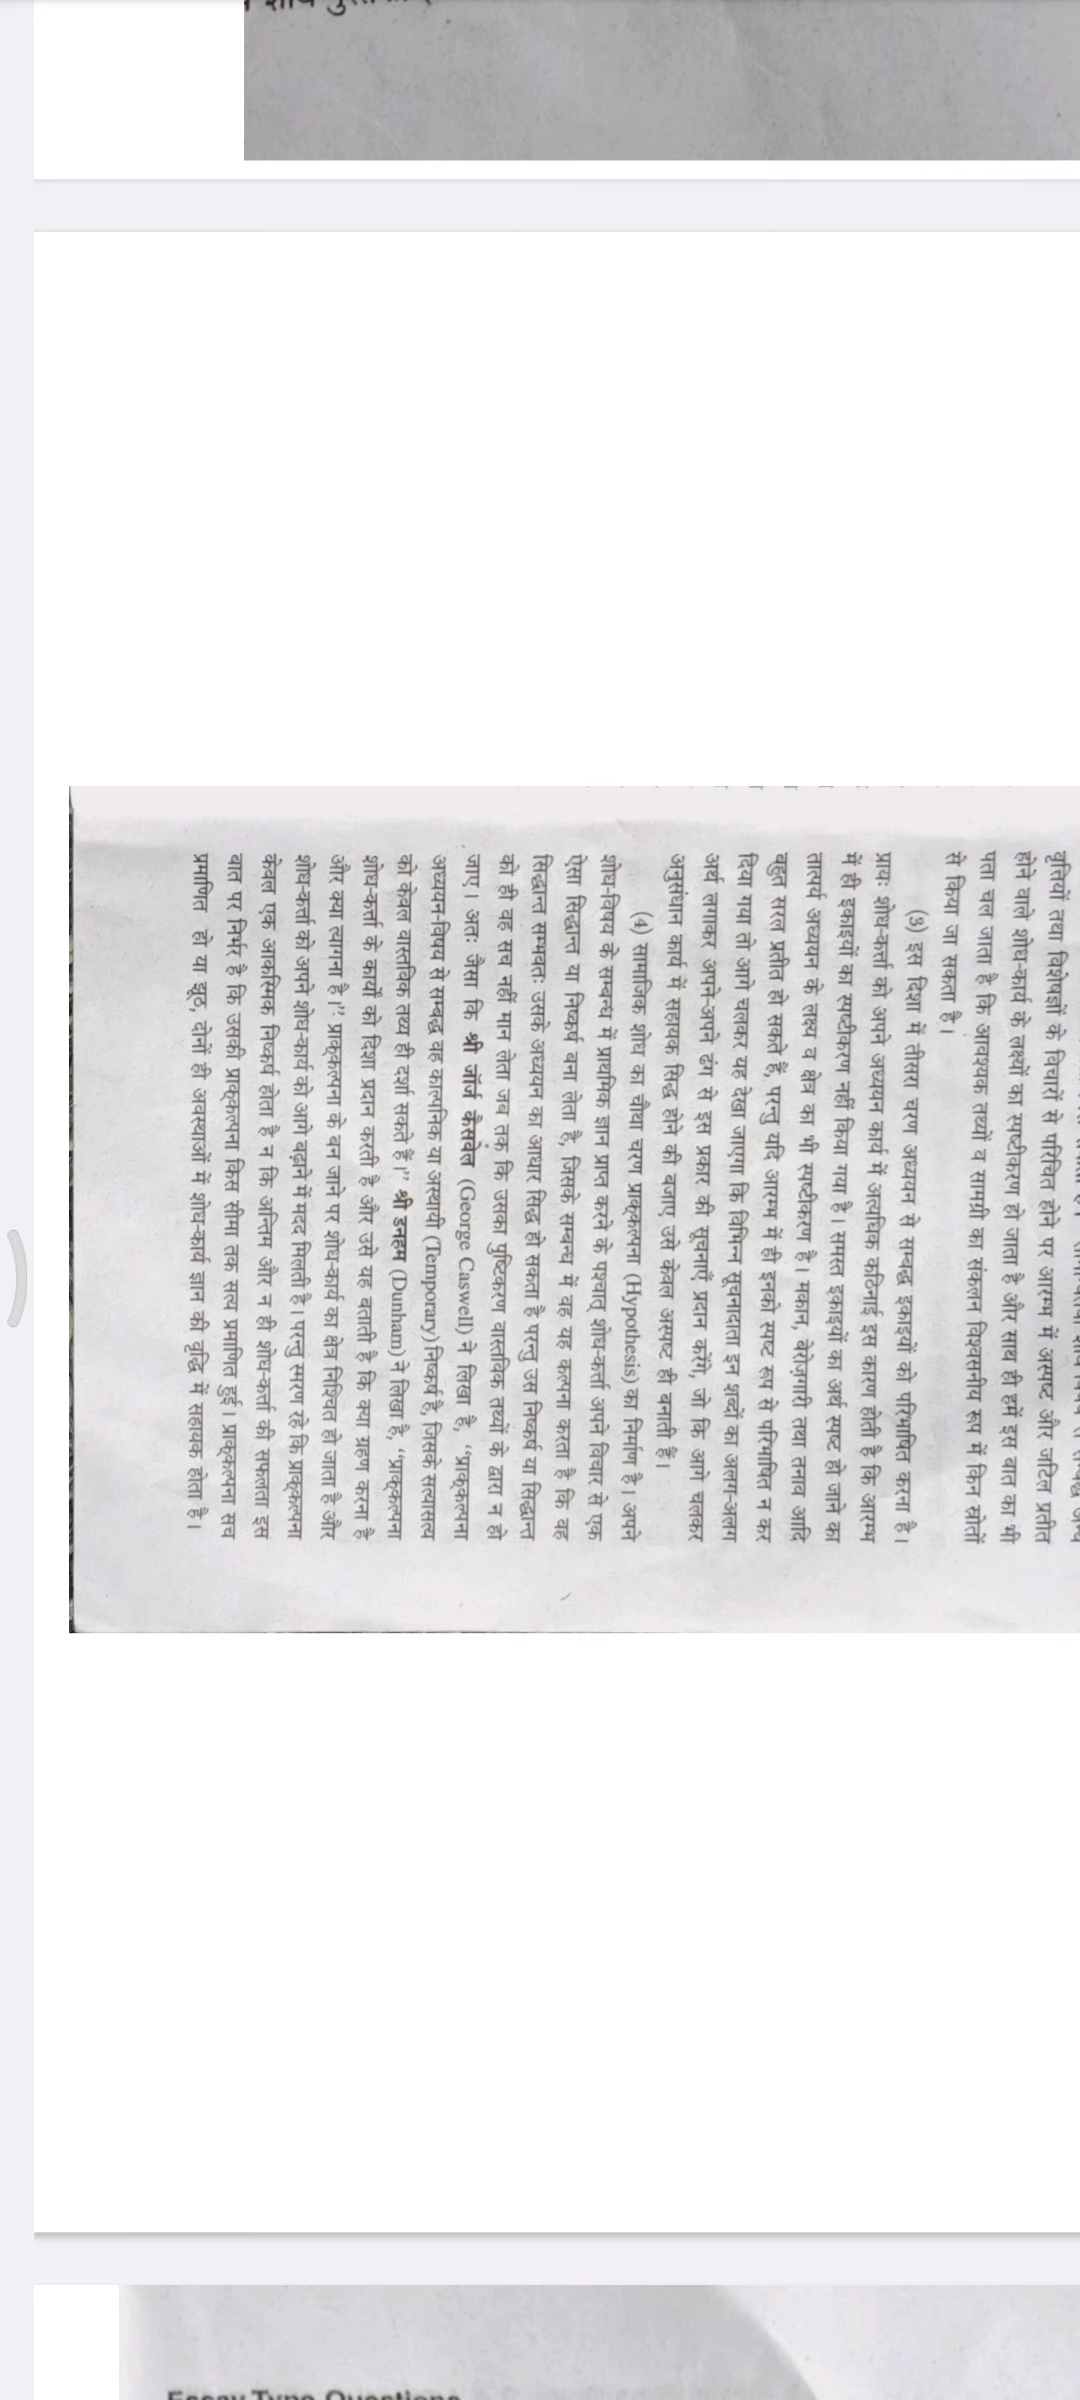 वृत्तियों तथा विशेषज्ञों के विचारों से परिचित होने पर आरम्भ में अस्पष्ट और जटिल प्रतीत
होने वाले शोध-कार्य के लक्ष्यों का स्पष्टीकरण हो जाता है और साथ ही हमें इस बात का भी
पता चल जाता है कि आवश्यक तथ्यों व सामग्री का संकलन विश्वसनीय रूप में किन स्रोतों
से किया जा सकता है।
(3) इस दिशा में तीसरा चरण अध्ययन से सम्बद्ध इकाइयों को परिभाषित करना है।
प्रायः शोध-कर्ता को अपने अध्ययन कार्य में अत्यधिक कठिनाई इस कारण होती है कि आरम्भ
में ही इकाइयों का स्पष्टीकरण नहीं किया गया है। समस्त इकाइयों का अर्थ स्पष्ट हो जाने का
तात्पर्य अध्ययन के लक्ष्य व क्षेत्र का भी स्पष्टीकरण है। मकान, बेरोज़गारी तथा तनाव आदि
बहुत सरल प्रतीत हो सकते हैं, परन्तु यदि आरम्भ में ही इनको स्पष्ट रूप से परिभाषित न कर
दिया गया तो आगे चलकर यह देखा जाएगा कि विभिन्न सूचनादाता इन शब्दों का अलग-अलग
अर्थ लगाकर अपने-अपने ढंग से इस प्रकार की सूचनाएँ प्रदान करेंगे, जो कि आगे चलकर
अनुसंधान कार्य में सहायक सिद्ध होने की बजाए उसे केवल अस्पष्ट ही बनाती हैं।
(4) सामाजिक शोध का चौथा चरण प्राक्कल्पना (Hypothesis) का निर्माण है। अपने
शोध-विषय के सम्बन्ध में प्राथमिक ज्ञान प्राप्त करने के पश्चात् शोध-कर्त्ता अपने विचार से एक
ऐसा सिद्धान्त या निष्कर्ष बना लेता है, जिसके सम्बन्ध में वह यह कल्पना करता है कि वह
सिद्धान्त सम्भवतः उसके अध्ययन का आधार सिद्ध हो सकता है परन्तु उस निष्कर्ष या सिद्धान्त
को ही वह सच नहीं मान लेता जब तक कि उसका पुष्टिकरण वास्तविक तथ्यों के द्वारा न हो
जाए। अतः जैसा कि श्री जॉर्ज कैसवेल (George Caswell) ने लिखा है, “प्राक्कल्पना
अध्ययन-विषय से सम्बद्ध वह काल्पनिक या अस्थायी (Temporary) निष्कर्ष है, जिसके सत्यासत्य
को केवल वास्तविक तथ्य ही दर्शा सकते हैं।” श्री डनहम (Dunham) ने लिखा है, “प्राक्कल्पना
शोध-कर्ता के कार्यों को दिशा प्रदान करती है और उसे यह बताती है कि क्या ग्रहण करना है
और क्या त्यागना है।” प्राक्कल्पना के बन जाने पर शोध-कार्य का क्षेत्र निश्चित हो जाता है और
शोध-कर्ता को अपने शोध-कार्य को आगे बढ़ाने में मदद मिलती है। परन्तु स्मरण रहे कि प्राक्कल्पना
केवल एक आकस्मिक निष्कर्ष होता है न कि अन्तिम और न ही शोध-कर्ता की सफलता इस
बात पर निर्भर है कि उसकी प्राक्कल्पना किस सीमा तक सत्य प्रमाणित हुई। प्राक्कल्पना सच
प्रमाणित हो या झूठ, दोनों ही अवस्थाओं में शोध-कार्य ज्ञान की वृद्धि में सहायक होता है।
Essay Type Questions